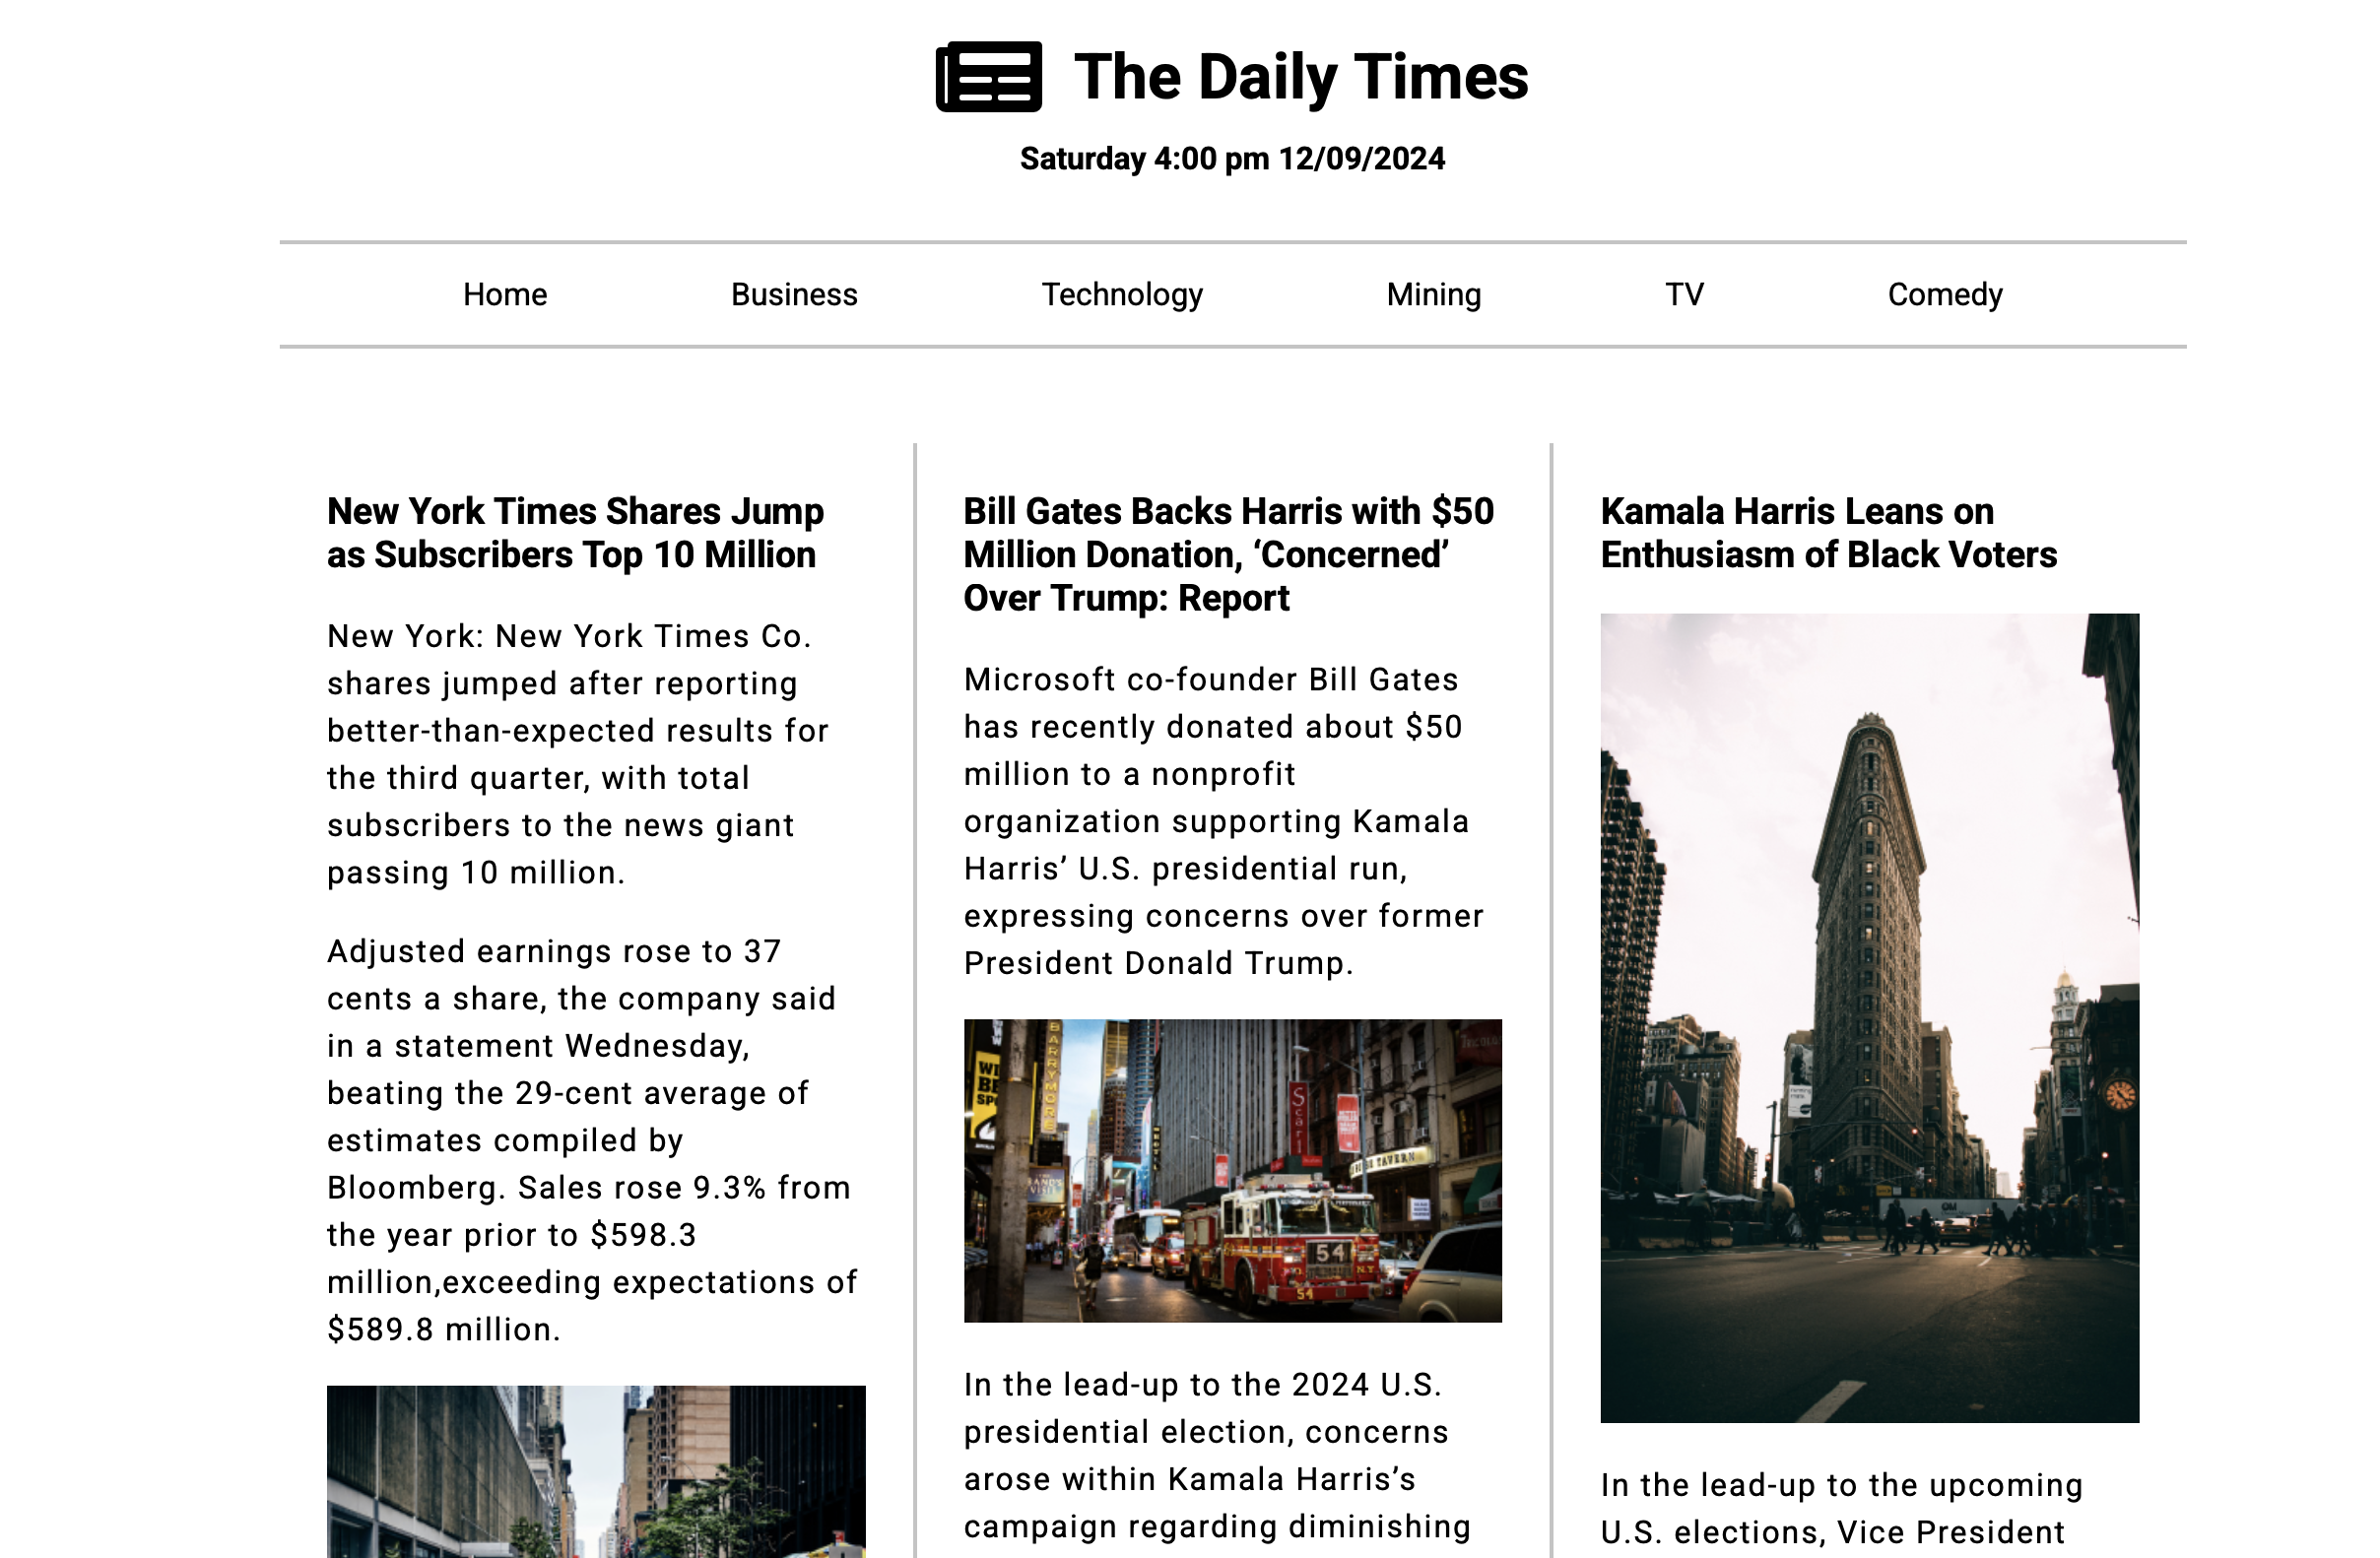 The Daily Times
Saturday 4:00 pm 12/09/2024
Home Business Technology Mining TV Comedy
New York Times Shares Jump
as Subscribers Top 10 Million
New York: New York Times Co.
shares jumped after reporting
better-than-expected results for
the third quarter, with total
subscribers to the news giant
passing 10 million.
Adjusted earnings rose to 37
cents a share, the company said
in a statement Wednesday,
beating the 29-cent average of
estimates compiled by
Bloomberg. Sales rose 9.3% from
the year prior to $598.3
million,exceeding expectations of
$589.8 million.
Bill Gates Backs Harris with $50
Million Donation, ‘Concerned’
Over Trump: Report
Microsoft co-founder Bill Gates
has recently donated about $50
million to a nonprofit
organization supporting Kamala
Harris’ U.S. presidential run,
expressing concerns over former
President Donald Trump.
BARRYMORE
TAVERN
54
N.Y.
54
In the lead-up to the 2024 U.S.
presidential election, concerns
arose within Kamala Harris’s
campaign regarding diminishing
Kamala Harris Leans on
Enthusiasm of Black Voters
In the lead-up to the upcoming
U.S. elections, Vice President